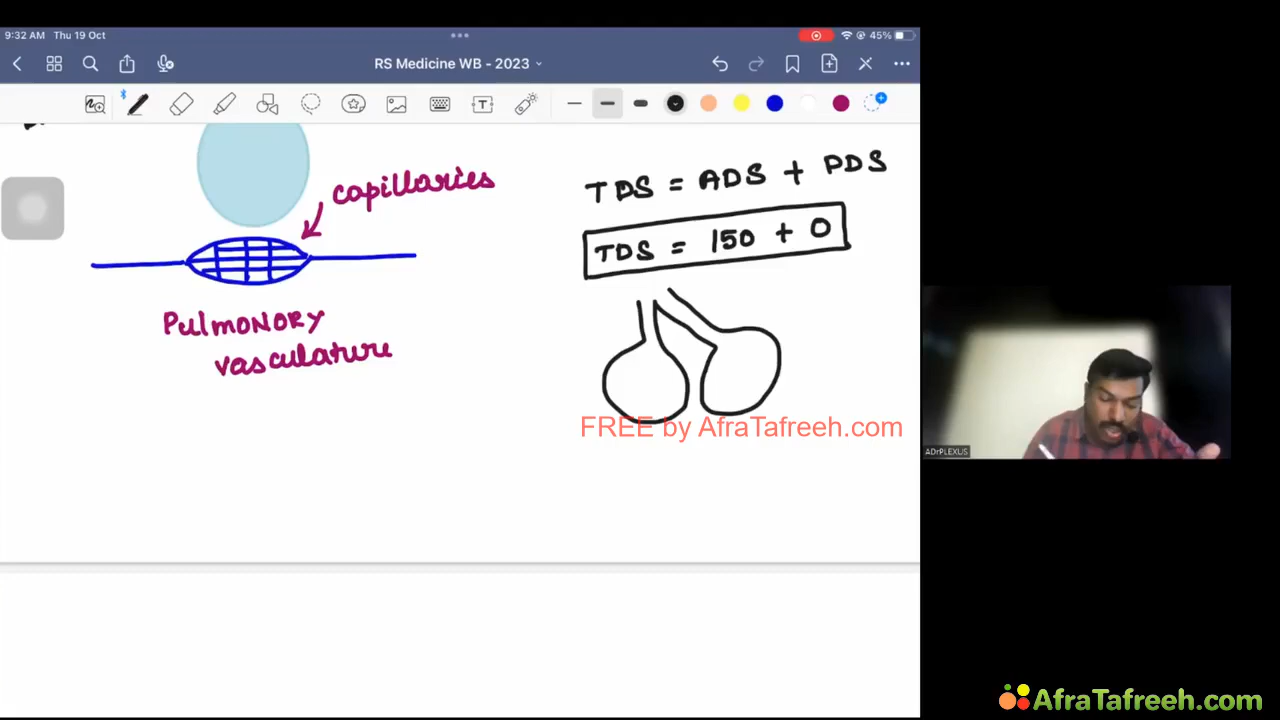 9:32 AM Thu 19 Oct
45%
RS Medicine WB - 2023
T
capillaries
TDS = ADS + PDS
TDS = 150 + 0
Pulmonory
vasculature
FREE by AfraTafreeh.com
ADrPLEXUS
AfraTafreeh.com